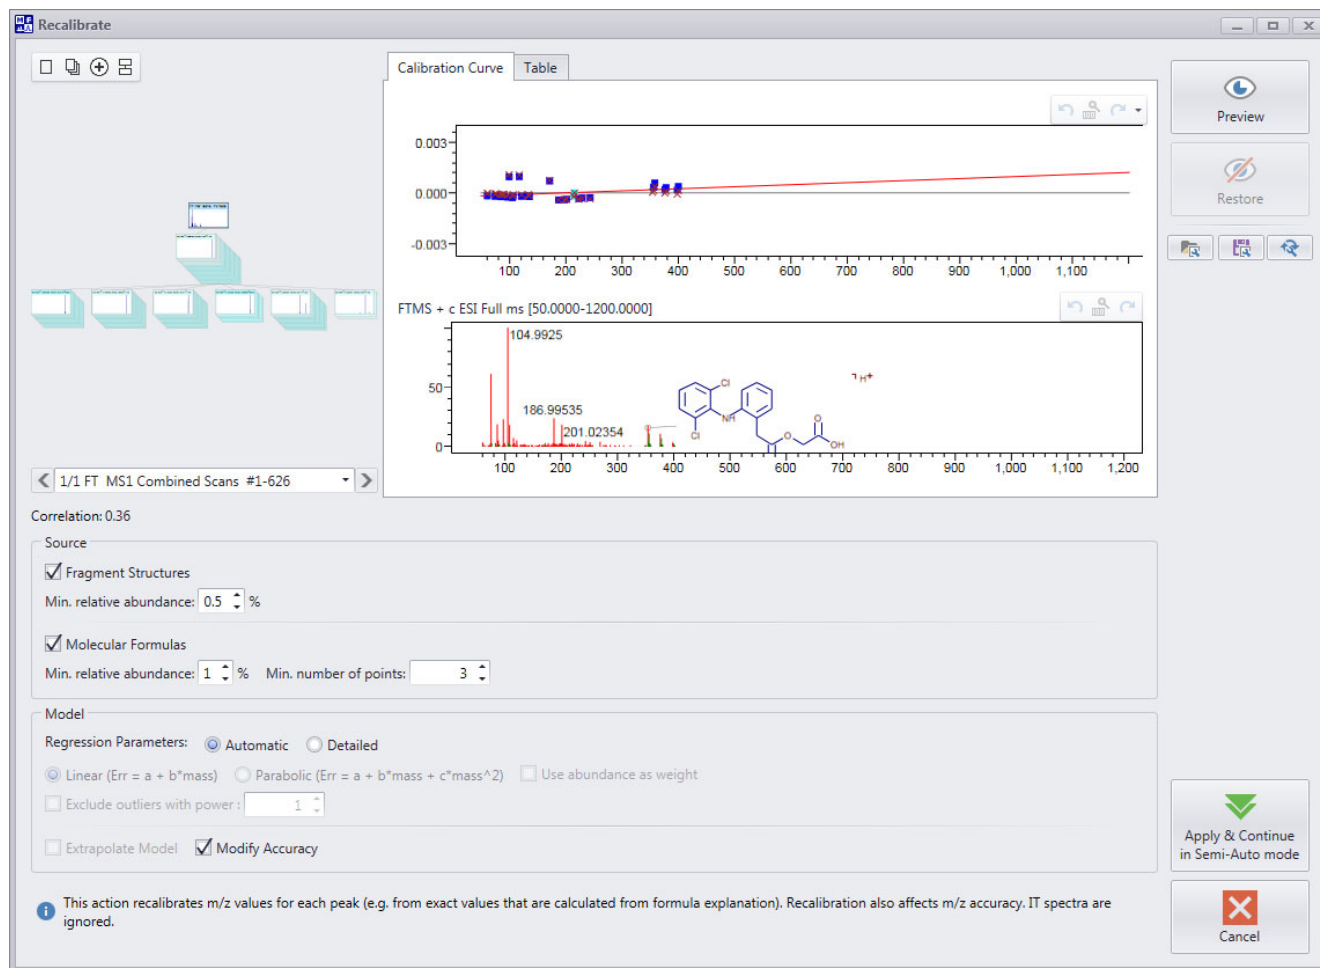 Recalibrate
Calibration Curve Table
Preview
Restore
0.003
0.000
-0.003
100 200 300 400 500 600 700 800 900 1,000 1,100
FTMS + c ESI Full ms [50.0000-1200.0000]
104.9925
186.99535
201.02354
50
0
Cl
NH
Cl
O
O
OH
H+
100 200 300 400 500 600 700 800 900 1,000 1,100 1,200
1/1 FT MS1 Combined Scans #1-626
Correlation: 0.36
Source
Fragment Structures
Min. relative abundance: 0.5 %
Molecular Formulas
Min. relative abundance: 1 % Min. number of points: 3
Model
Regression Parameters: Automatic Detailed
Linear (Err = a + b*mass) Parabolic (Err = a + b*mass + c*mass^2) Use abundance as weight
Exclude outliers with power : 1
Extrapolate Model Modify Accuracy
Apply & Continue
in Semi-Auto mode
This action recalibrates m/z values for each peak (e.g. from exact values that are calculated from formula explanation). Recalibration also affects m/z accuracy. IT spectra are
ignored.
Cancel